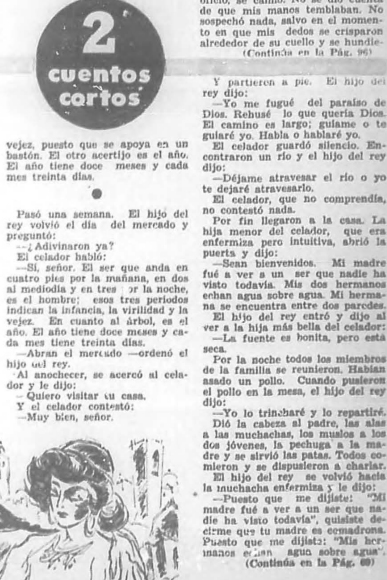 2
cuentos
cortos
vejez, puesto que se apoya en un
bastón. El otro acertijo es el año.
El año tiene doce meses y cada
mes treinta días.
Pasó una semana. El hijo del
rey volvió el día del mercado y
preguntó:
—¿Adivinaron ya?
El celador habló:
—Sí, señor. El ser que anda en
cuatro pies por la mañana, en dos
al mediodía y en tres por la noche,
es el hombre; esos tres períodos
indican la infancia, la virilidad y la
vejez. En cuanto al árbol, es el
año. El año tiene doce meses y ca-
da mes tiene treinta días.
—Abran el mercado —ordenó el
hijo del rey.
Al anochecer, se acercó al cela-
dor y le dijo:
—Quiero visitar tu casa.
Y el celador contestó:
—Muy bien, señor.
de que mis manos temblaban. No
sospechó nada, salvo en el momen-
to en que mis dedos se crisparon
alrededor de su cuello y se hundie-
(Continúa en la Pág. 96)
Y partieron a pie. El hijo del
rey dijo:
—Yo me fugué del paraíso de
Dios. Rehusé lo que quería Dios.
El camino es largo; guíame o te
guiaré yo. Habla o hablaré yo.
El celador guardó silencio. En-
contraron un río y el hijo del rey
dijo:
—Déjame atravesar el río o yo
te dejaré atravesarlo.
El celador, que no comprendía,
no contestó nada.
Por fin llegaron a la casa. La
hija menor del celador, que era
enfermiza pero intuitiva, abrió la
puerta y dijo:
—Sean bienvenidos. Mi madre
fué a ver a un ser que nadie ha
visto todavía. Mis dos hermanos
echan agua sobre agua. Mi herma-
na se encuentra entre dos paredes.
El hijo del rey entró y dijo al
ver a la hija más bella del celador:
—La fuente es bonita, pero está
seca.
Por la noche todos los miembros
de la familia se reunieron. Habían
asado un pollo. Cuando pusieron
el pollo en la mesa, el hijo del rey
dijo:
—Yo lo trincharé y lo repartiré.
Dió la cabeza al padre, las alas
a las muchachas, los muslos a los
dos jóvenes, la pechuga a la ma-
dre y se sirvió las patas. Todos co-
mieron y se dispusieron a charlar.
El hijo del rey se volvió hacia
la muchacha enfermiza y le dijo:
—Puesto que me dijiste: "Mi
madre fué a ver a un ser que na-
die ha visto todavía", quisiste de-
cirme que tu madre es comadrona.
Puesto que me dijiste: "Mis her-
manos echan agua sobre agua"
(Continúa en la Pág. 69)